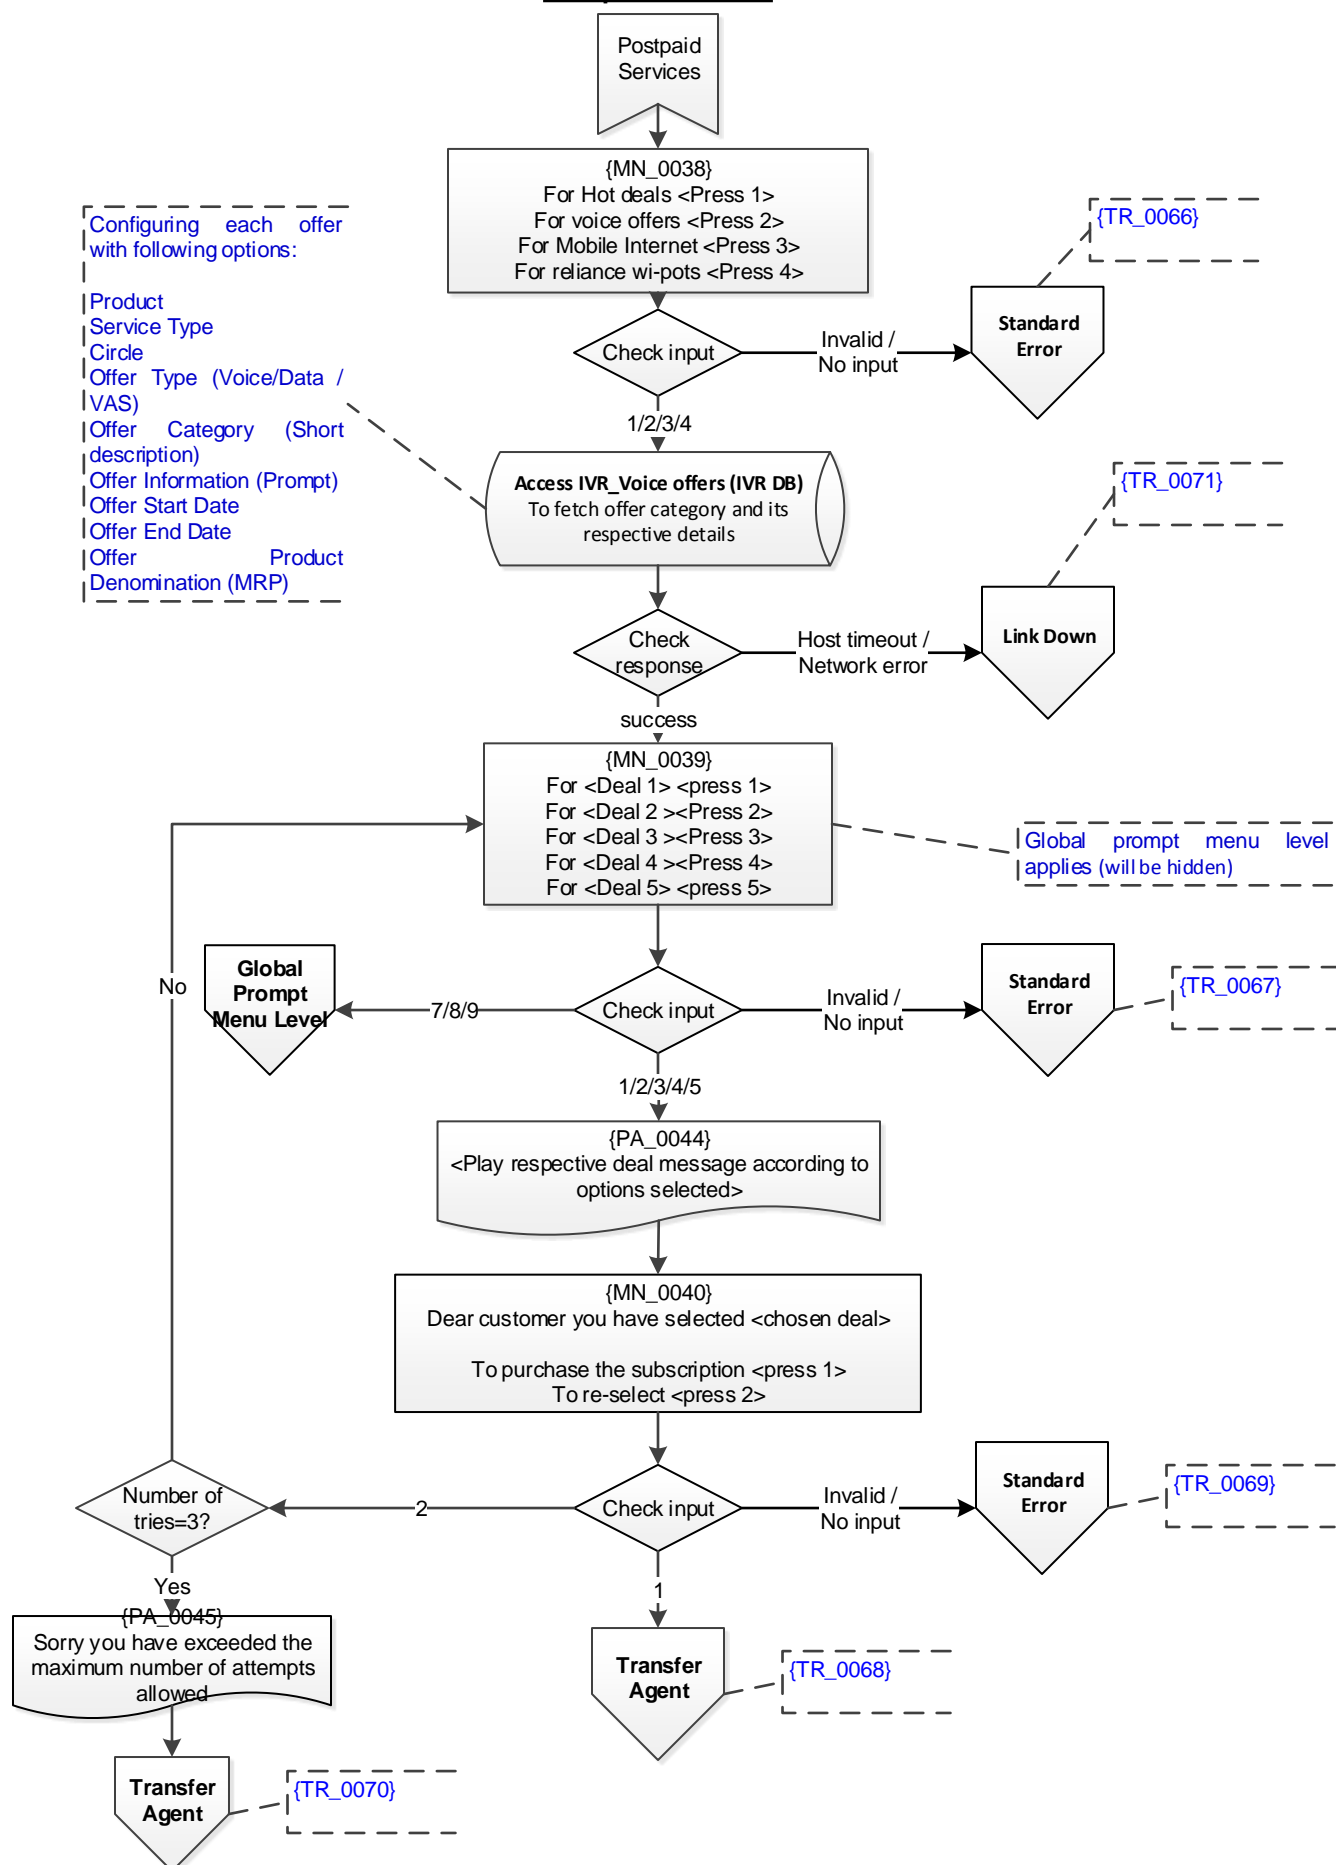 Postpaid
Services
{MN_0038}
For Hot deals <Press 1>
For voice offers <Press 2>
For Mobile Internet <Press 3>
For reliance wi-pots <Press 4>
Configuring each offer
with following options:
Product
Service Type
Circle
Offer Type (Voice/Data /
VAS)
Offer Category (Short
description)
Offer Information (Prompt)
Offer Start Date
Offer End Date
Offer Product
Denomination (MRP)
{TR_0066}
Standard
Error
Check input
Invalid /
No input
1/2/3/4
Access IVR_Voice offers (IVR DB)
To fetch offer category and its
respective details
{TR_0071}
Link Down
Check
response
Host timeout /
Network error
success
{MN_0039}
For <Deal 1> <press 1>
For <Deal 2 ><Press 2>
For <Deal 3 ><Press 3>
For <Deal 4 ><Press 4>
For <Deal 5> <press 5>
Global prompt menu level
applies (will be hidden)
No
Global
Prompt
Menu Level
7/8/9
Check input
Invalid /
No input
Standard
Error
{TR_0067}
1/2/3/4/5
{PA_0044}
<Play respective deal message according to
options selected>
{MN_0040}
Dear customer you have selected <chosen deal>
To purchase the subscription <press 1>
To re-select <press 2>
Number of
tries=3?
2
Check input
Invalid /
No input
Standard
Error
{TR_0069}
Yes
1
{PA_0045}
Sorry you have exceeded the
maximum number of attempts
allowed
Transfer
Agent
{TR_0068}
Transfer
Agent
{TR_0070}